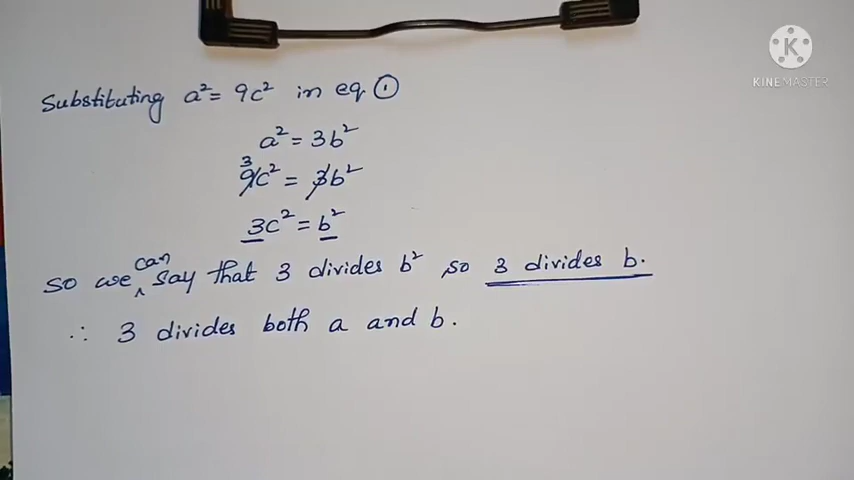 K
KINEMASTER
Substituting a² = 9c² in eq ①
a² = 3b²
3
9c² = 3b²
3c² = b²
So we can say that 3 divides b² so 3 divides b.
∴ 3 divides both a and b.